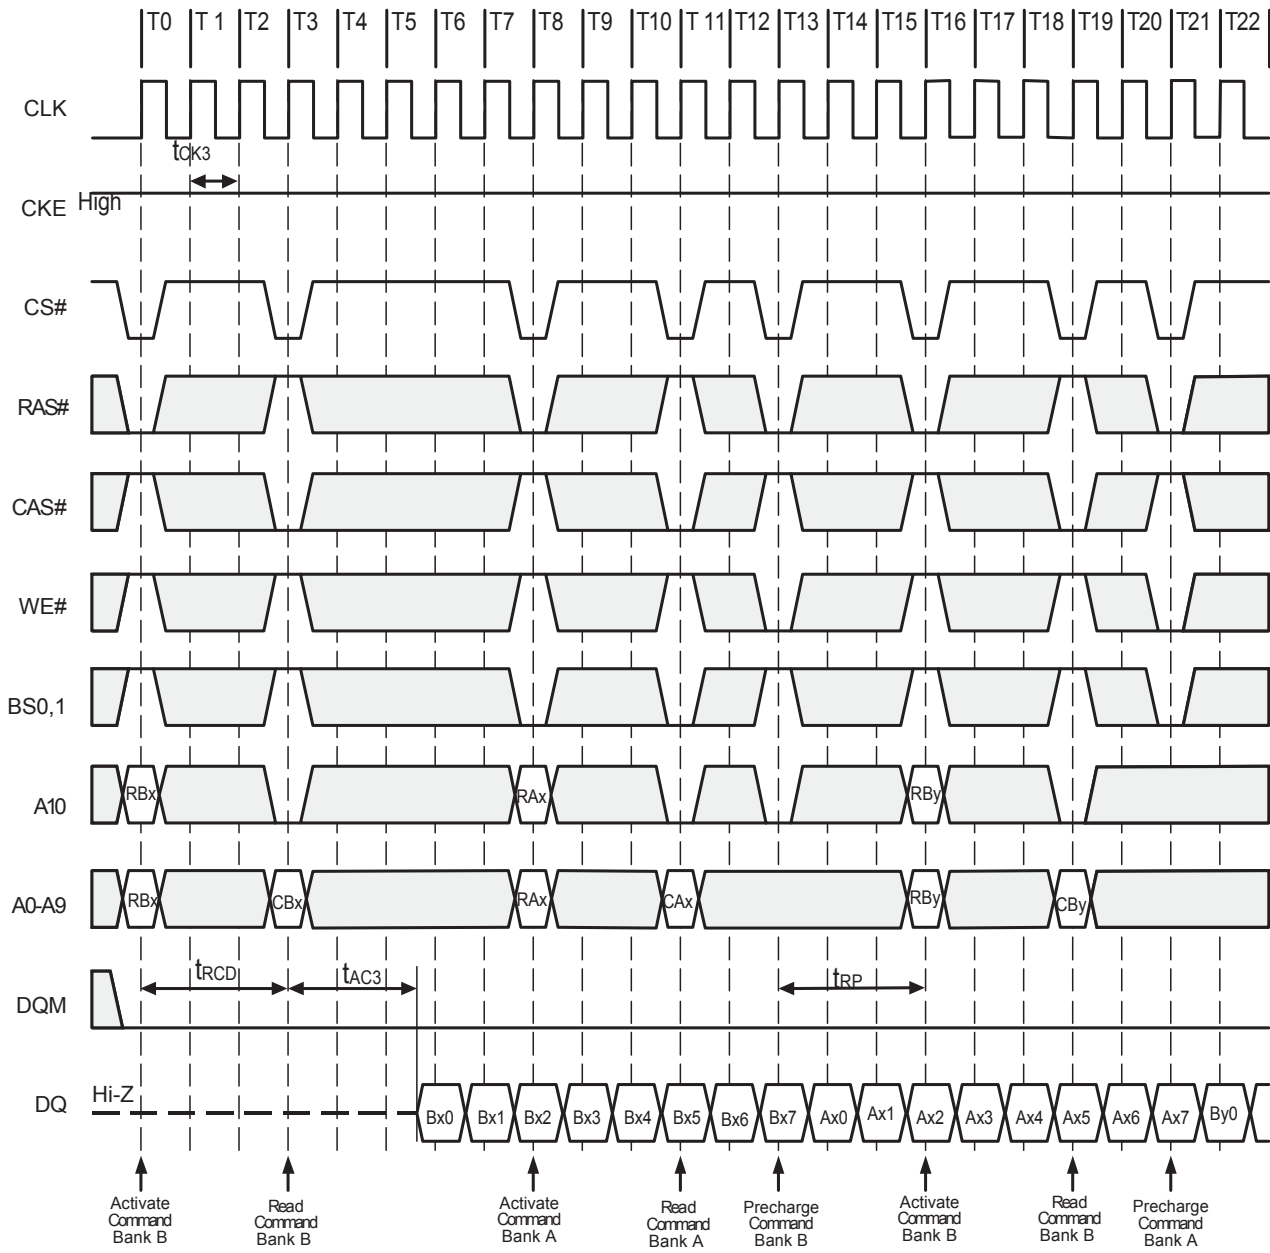 T0 T 1 T2 T3 T4 T5 T6 T7 T8 T9 T10 T 11 T12 T13 T14 T15 T16 T17 T18 T19 T20 T21 T22
CLK
tCK3
CKE High
CS#
RAS#
CAS#
WE#
BS0,1
A10 RBx RAx RBy
A0-A9 RBx CBx RAx CAx RBy CBy
tRCD tAC3 tRP
DQM
DQ Hi-Z Bx0 Bx1 Bx2 Bx3 Bx4 Bx5 Bx6 Bx7 Ax0 Ax1 Ax2 Ax3 Ax4 Ax5 Ax6 Ax7 By0
Activate
Command
Bank B
Read
Command
Bank B
Activate
Command
Bank A
Read
Command
Bank A
Precharge
Command
Bank B
Activate
Command
Bank B
Read
Command
Bank B
Precharge
Command
Bank A